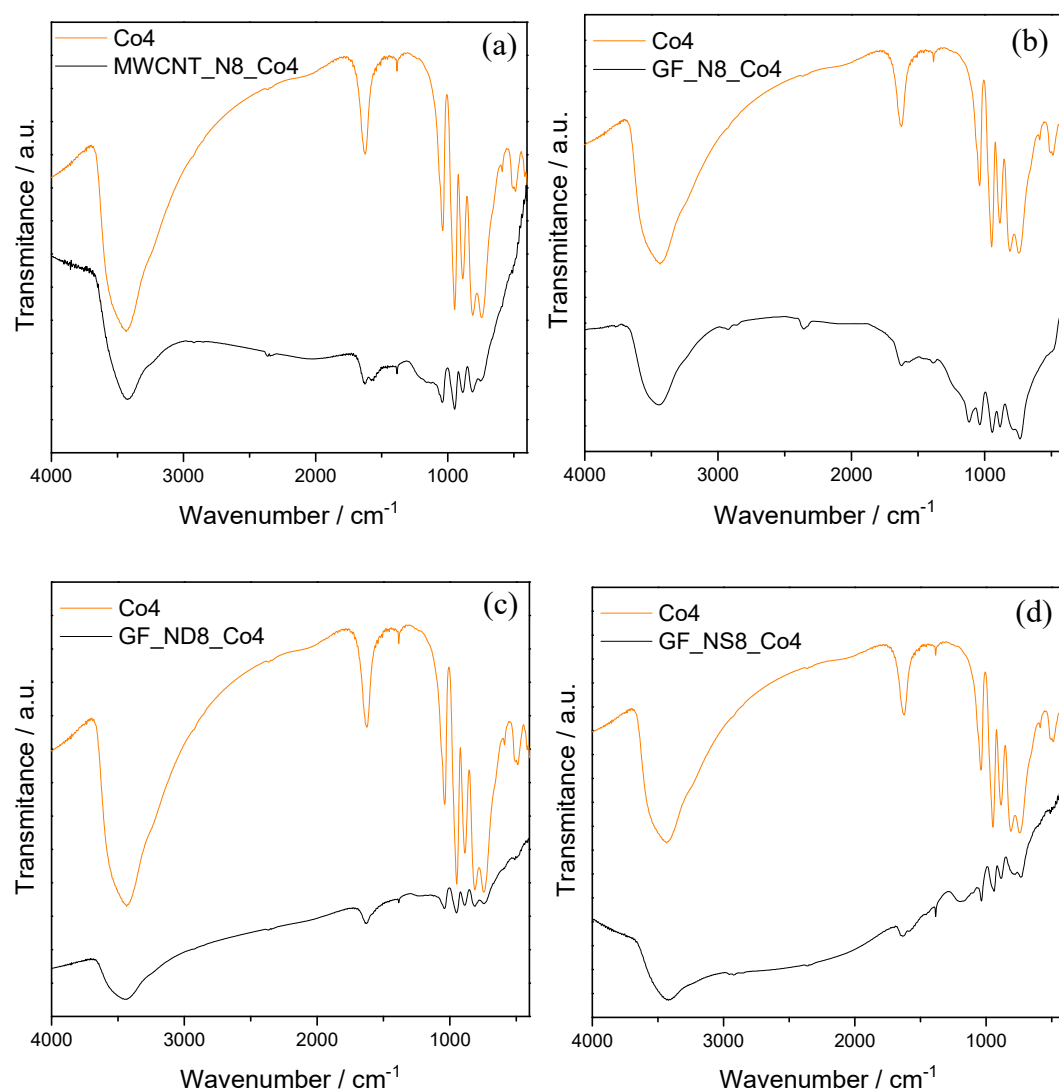 Co4
MWCNT_N8_Co4
(a)
Transmitance / a.u.
4000 3000 2000 1000
Wavenumber / cm-1
Co4
GF_N8_Co4
(b)
Transmitance / a.u.
4000 3000 2000 1000
Wavenumber / cm-1
Co4
GF_ND8_Co4
(c)
Transmitance / a.u.
4000 3000 2000 1000
Wavenumber / cm-1
Co4
GF_NS8_Co4
(d)
Transmitance / a.u.
4000 3000 2000 1000
Wavenumber / cm-1